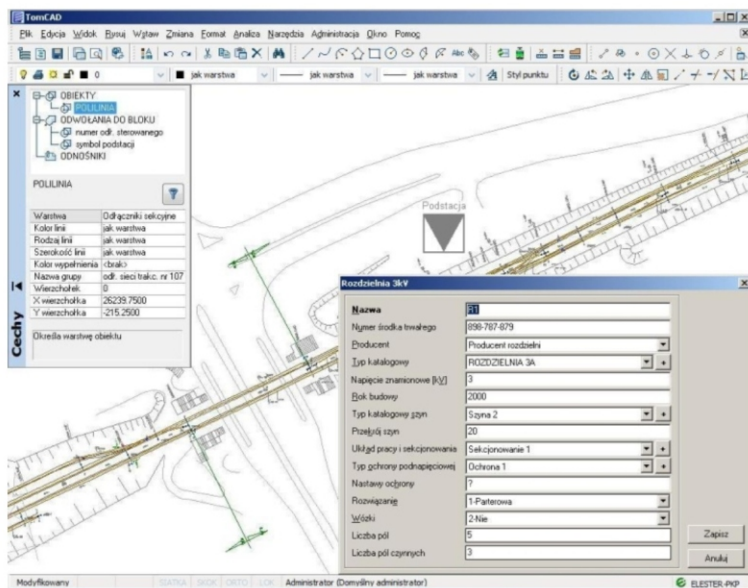 TomCAD
Plik Edycja Widok Rysuj Wstaw Zmiana Format Analiza Narzędzia Administracja Okno Pomoc
Abc
0 jak warstwa jak warstwa jak warstwa Styl punktu
OBIEKTY
POLILINIA
ODWOŁANIA DO BLOKU
numer odł. sterowanego
symbol podstacji
ODNOŚNIKI
POLILINIA
?
Warstwa Odłączniki sekcyjne
Kolor linii jak warstwa
Rodzaj linii jak warstwa
Szerokość linii jak warstwa
Kolor wypełnienia <brak>
Nazwa grupy odł. sieci trakc. nr 107
Wierzchołek 0
X wierzchołka 26239.7500
Y wierzchołka -215.2500
Określa warstwę obiektu
Cechy
Podstacja
Rozdzielnia 3kV
Nazwa R1
Numer środka trwałego 898-787-879
Producent Producent rozdzielni
Typ katalogowy ROZDZIELNIA 3A
Napięcie znamionowe [kV] 3
Rok budowy 2000
Typ katalogowy szyn Szyna 2
Przekrój szyn 20
Układ pracy i sekcjonowania Sekcjonowanie 1
Typ ochrony podnapięciowej Ochrona 1
Nastawy ochrony ?
Rozwiązanie 1-Parterowa
Wózki 2-Nie
Liczba pól 5
Liczba pól czynnych 3
Zapisz
Anuluj
Modyfikowany SIATKA SKOK ORTO LOK Administrator (Domyślny administrator) ELESTER-PKP